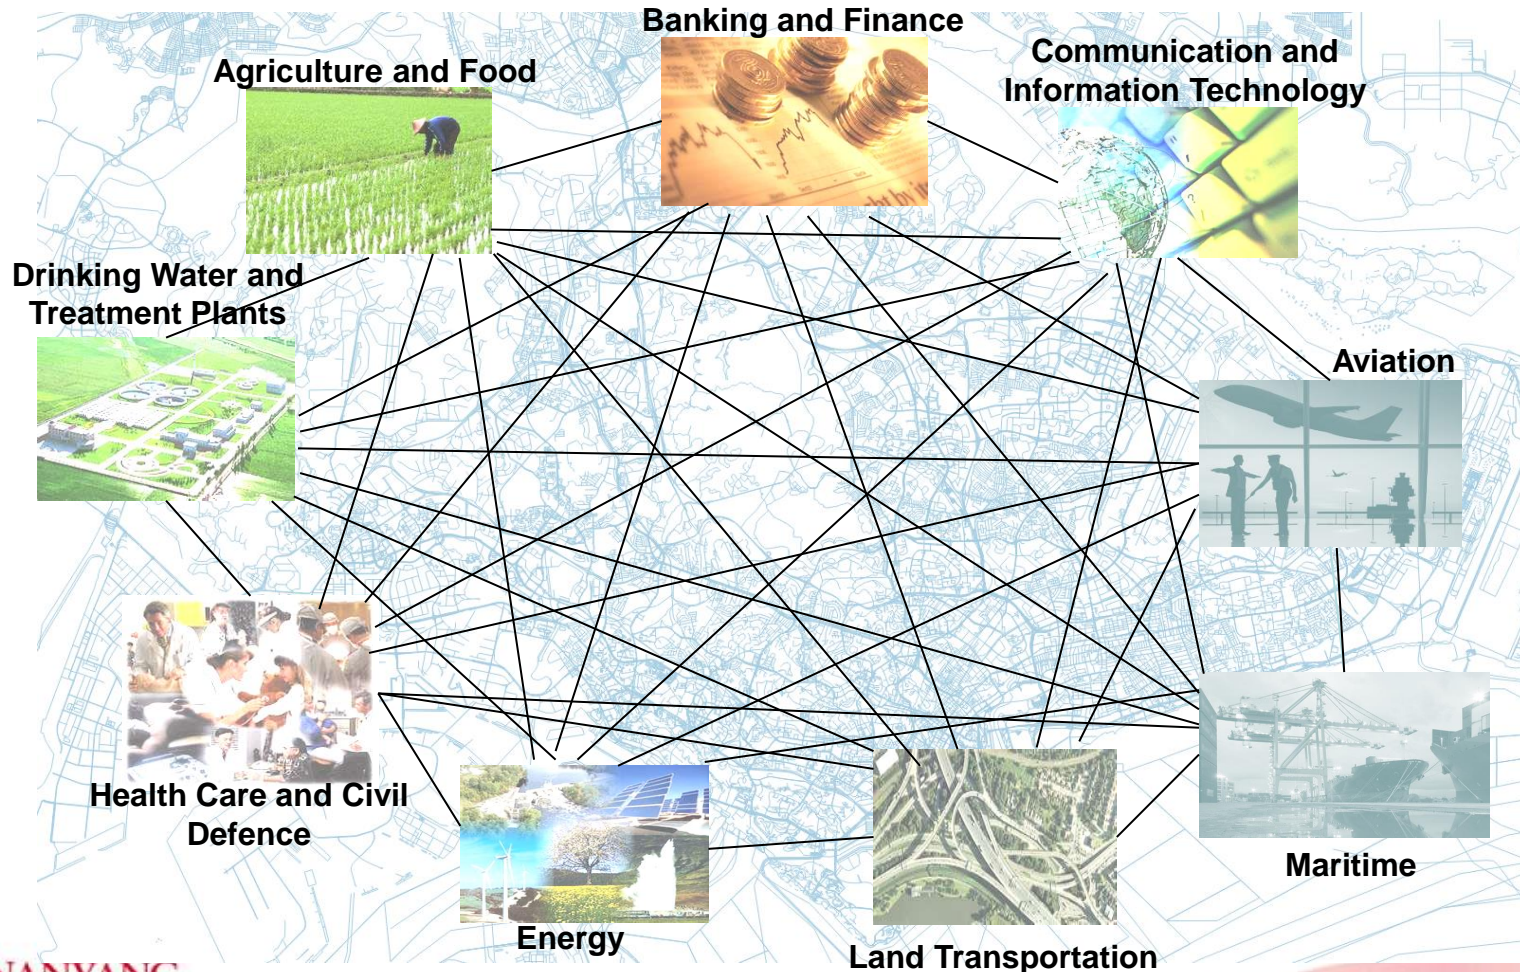 Banking and Finance
Communication and
Information Technology
Agriculture and Food
Drinking Water and
Treatment Plants
Aviation
Health Care and Civil
Defence
Maritime
Energy
Land Transportation
NANYANG